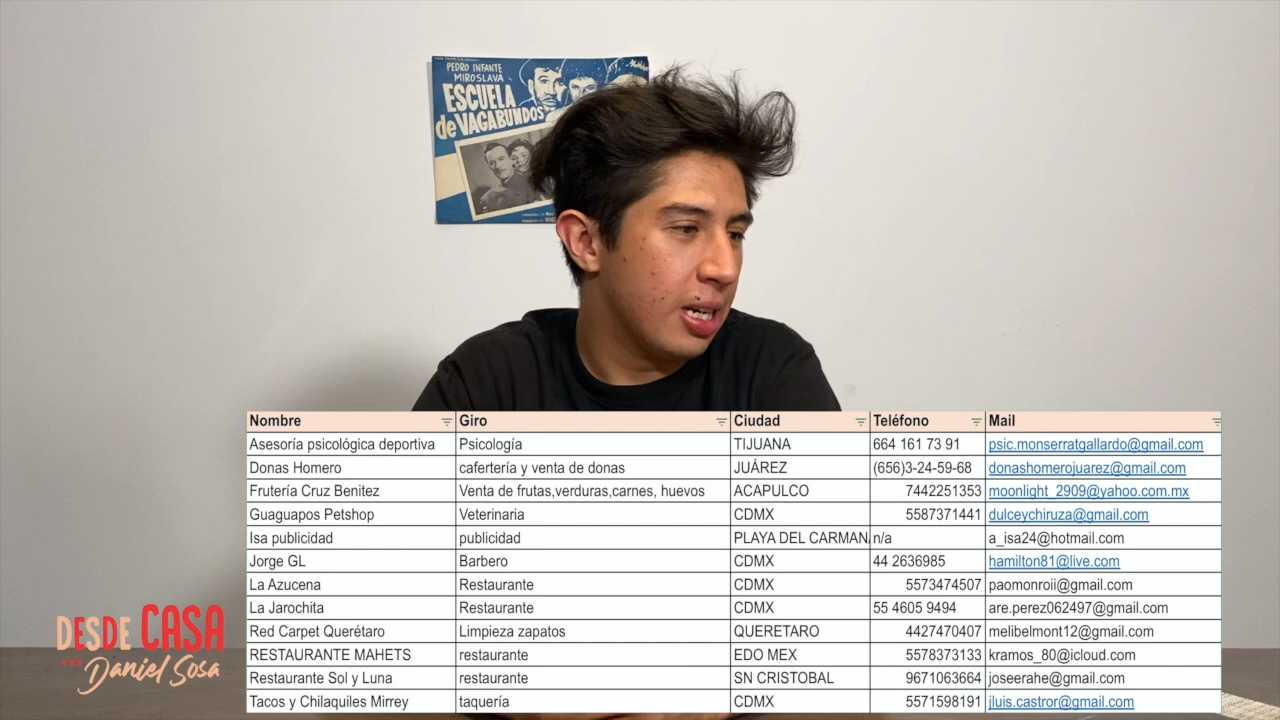 PEDRO INFANTE
MIROSLAVA
ESCUELA
de VAGABUNDOS
Nombre Giro Ciudad Teléfono Mail
Asesoría psicológica deportiva Psicología TIJUANA 664 161 73 91 psic.monserratgallardo@gmail.com
Donas Homero cafertería y venta de donas JUÁREZ (656)3-24-59-68 donashomerojuarez@gmail.com
Frutería Cruz Benitez Venta de frutas,verduras,carnes, huevos ACAPULCO 7442251353 moonlight_2909@yahoo.com.mx
Guaguapos Petshop Veterinaria CDMX 5587371441 dulceychiruza@gmail.com
Isa publicidad publicidad PLAYA DEL CARMAN n/a a_isa24@hotmail.com
Jorge GL Barbero CDMX 44 2636985 hamilton81@live.com
La Azucena Restaurante CDMX 5573474507 paomonroii@gmail.com
La Jarochita Restaurante CDMX 55 4605 9494 are.perez062497@gmail.com
Red Carpet Querétaro Limpieza zapatos QUERETARO 4427470407 melibelmont12@gmail.com
RESTAURANTE MAHETS restaurante EDO MEX 5578373133 kramos_80@icloud.com
Restaurante Sol y Luna restaurante SN CRISTOBAL 9671063664 joseerahe@gmail.com
Tacos y Chilaquiles Mirrey taquería CDMX 5571598191 jluis.castror@gmail.com
DESDE CASA
con Daniel Sosa